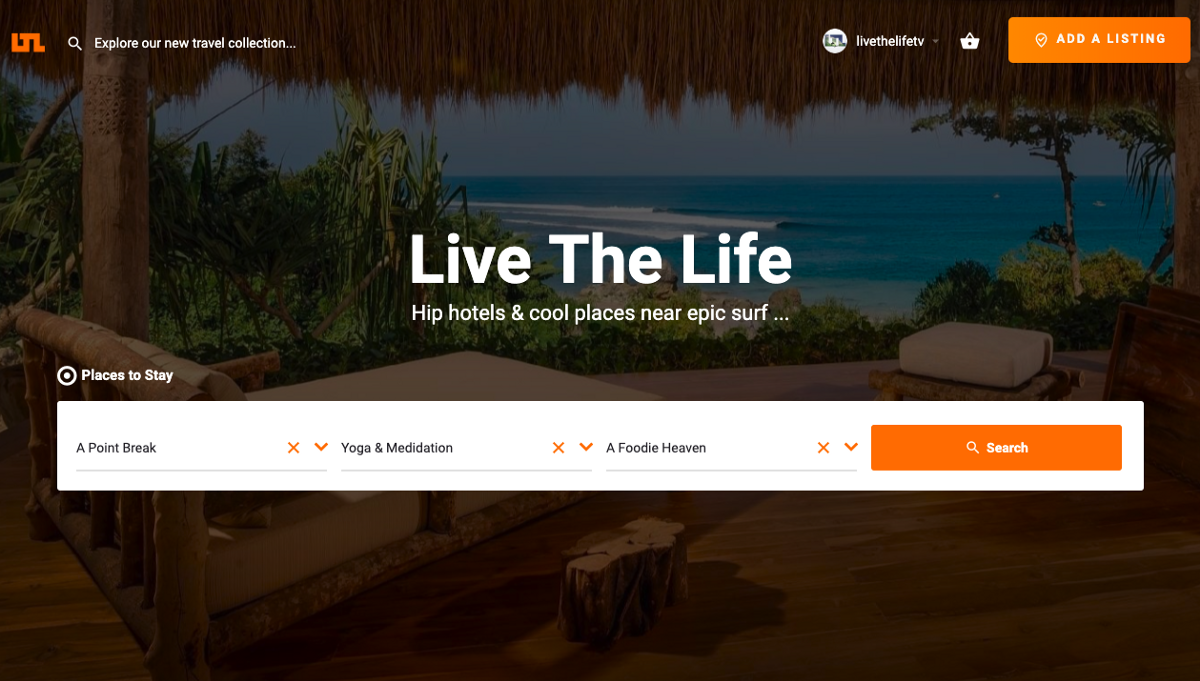 LTL
Explore our new travel collection...
livethelifetv
ADD A LISTING
Live The Life
Hip hotels & cool places near epic surf ...
Places to Stay
A Point Break
Yoga & Medidation
A Foodie Heaven
Search